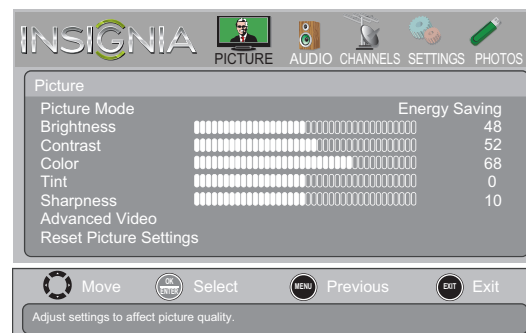 INSIGNIA
PICTURE AUDIO CHANNELS SETTINGS PHOTOS
Picture
Picture Mode Energy Saving
Brightness 48
Contrast 52
Color 68
Tint 0
Sharpness 10
Advanced Video
Reset Picture Settings
Move OK ENTER Select MENU Previous EXIT Exit
Adjust settings to affect picture quality.